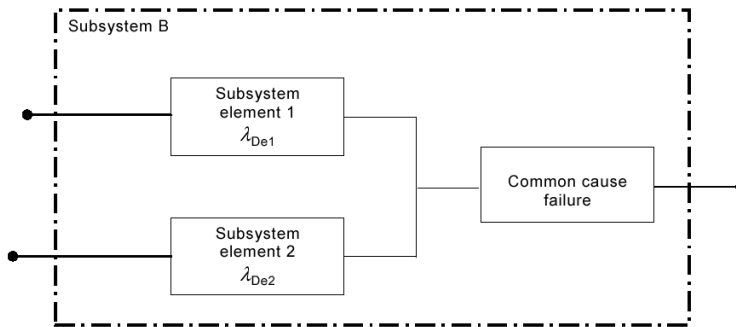 Subsystem B
Subsystem
element 1
λDe1
Common cause
failure
Subsystem
element 2
λDe2